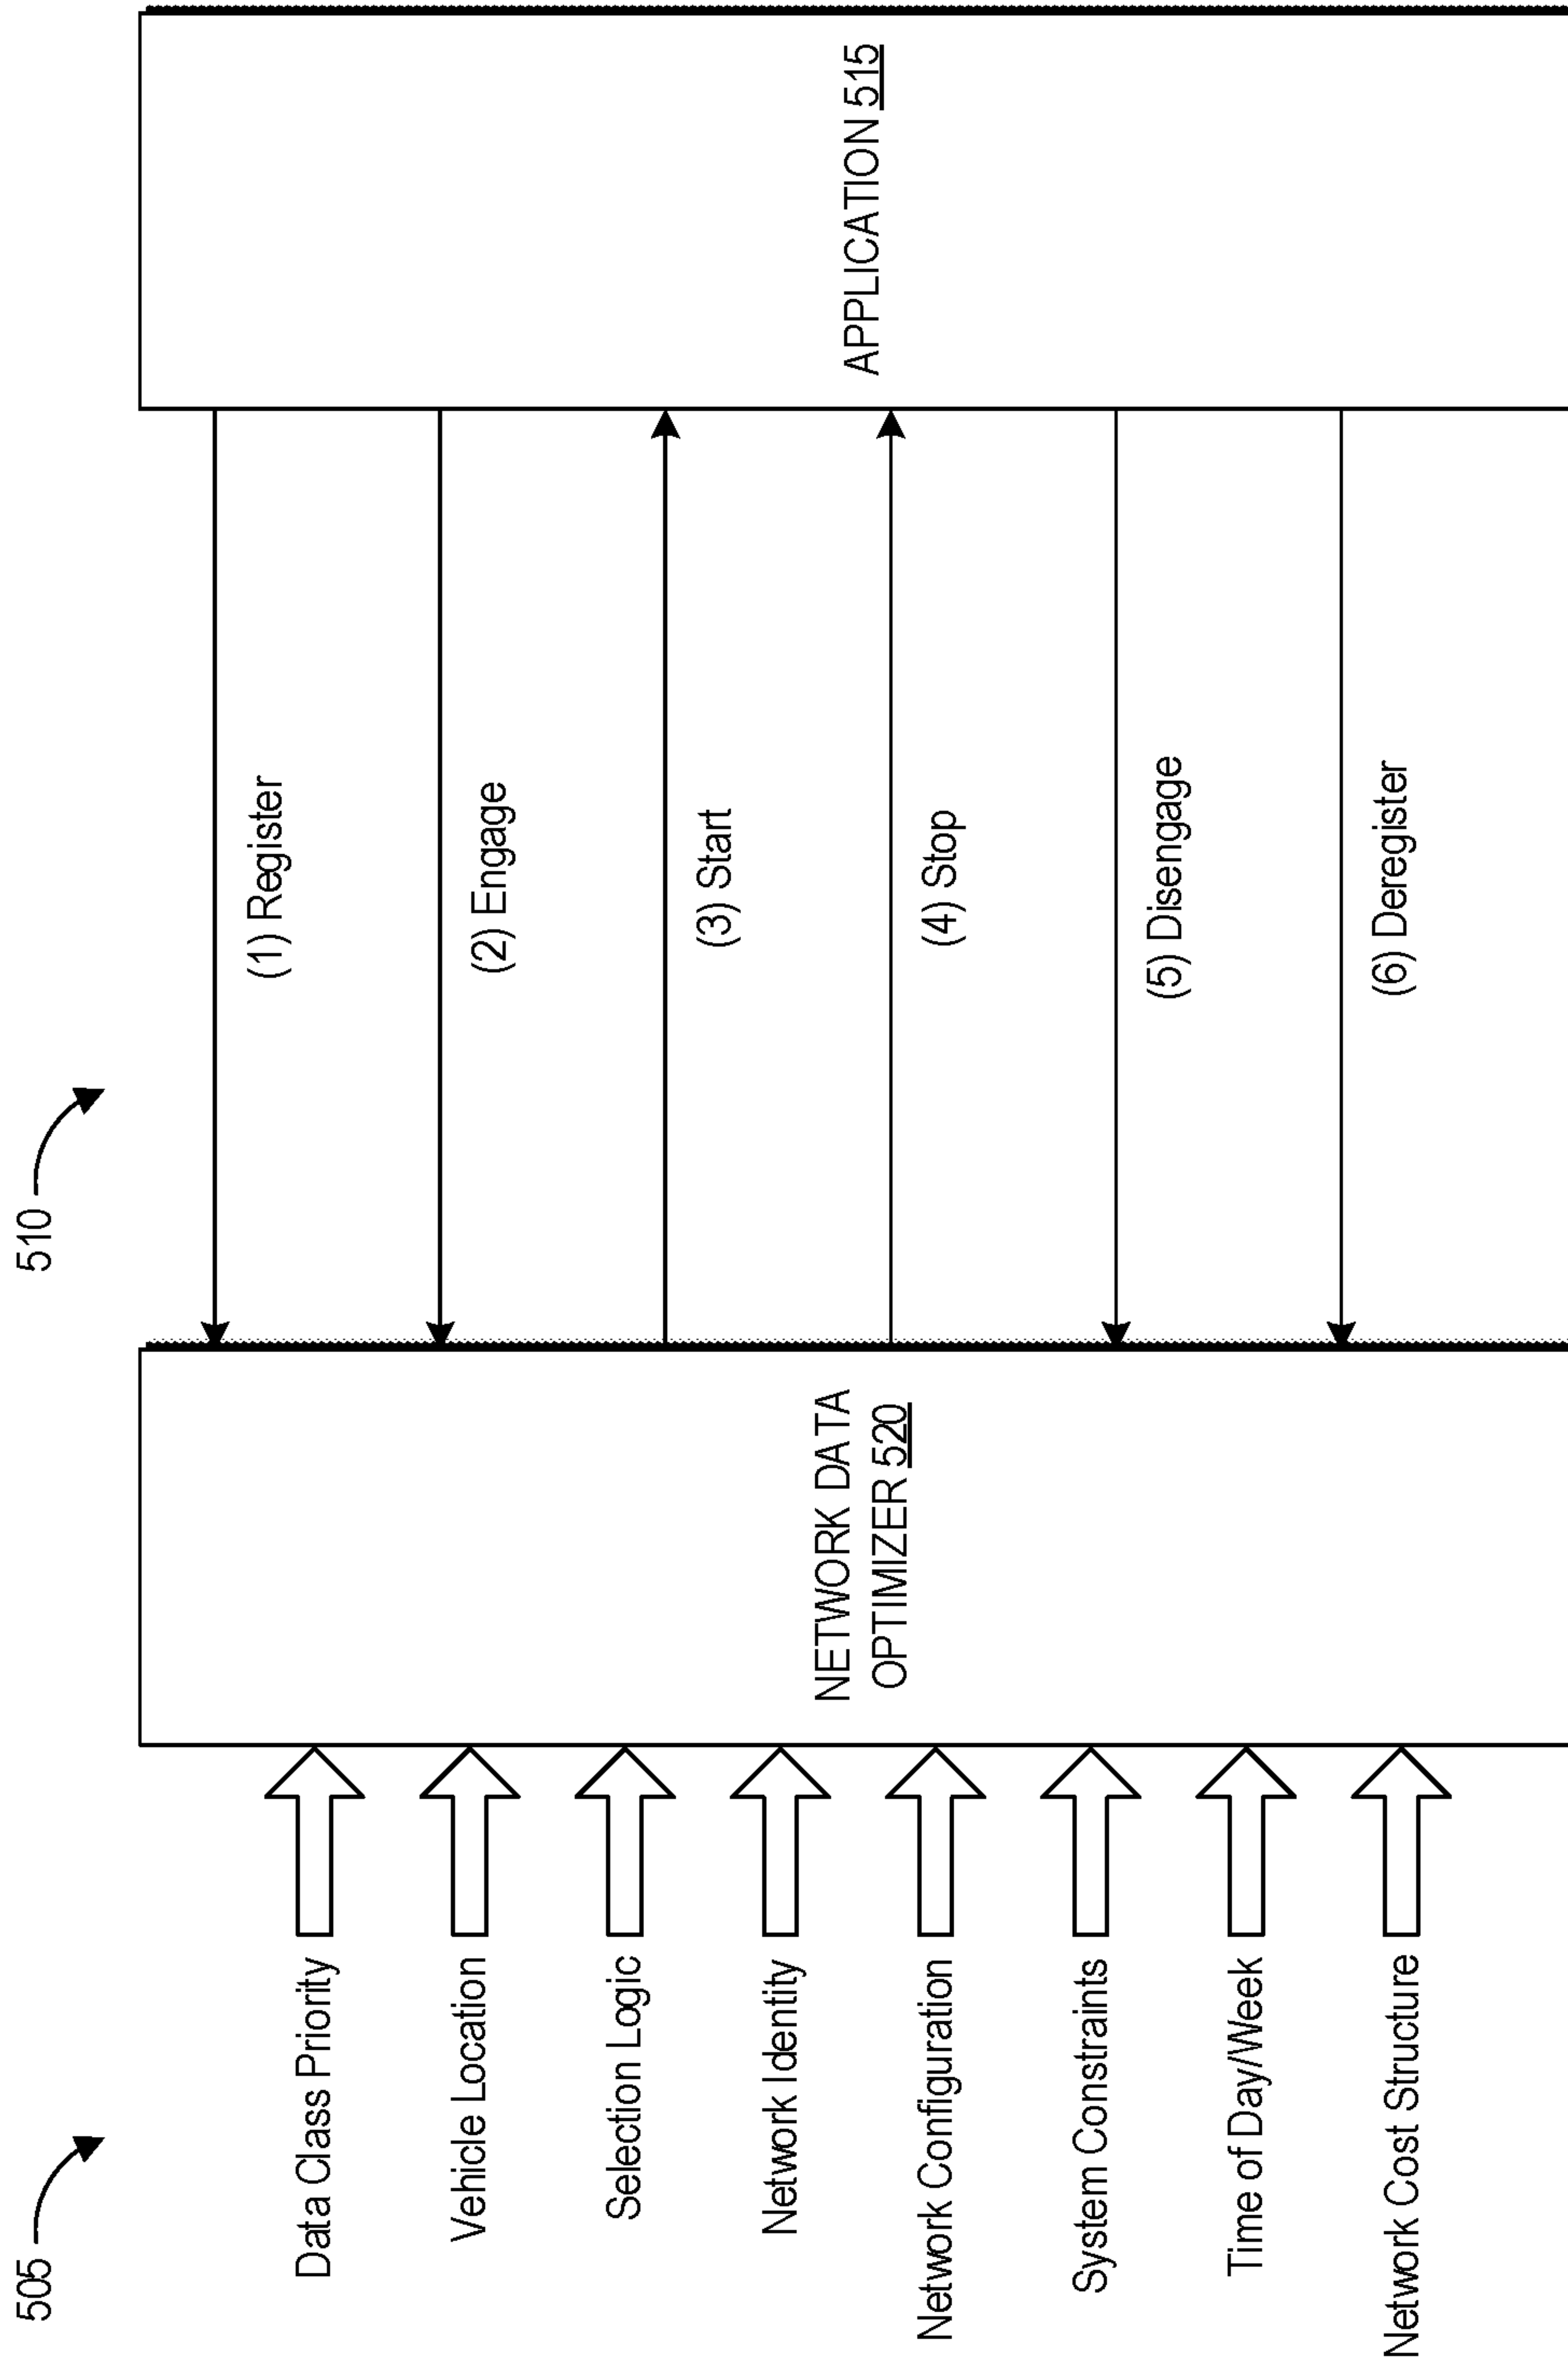 505
510
Data Class Priority
Vehicle Location
Selection Logic
Network Identity
Network Configuration
System Constraints
Time of Day/Week
Network Cost Structure
NETWORK DATA
OPTIMIZER 520
(1) Register
(2) Engage
(3) Start
(4) Stop
(5) Disengage
(6) Deregister
APPLICATION 515